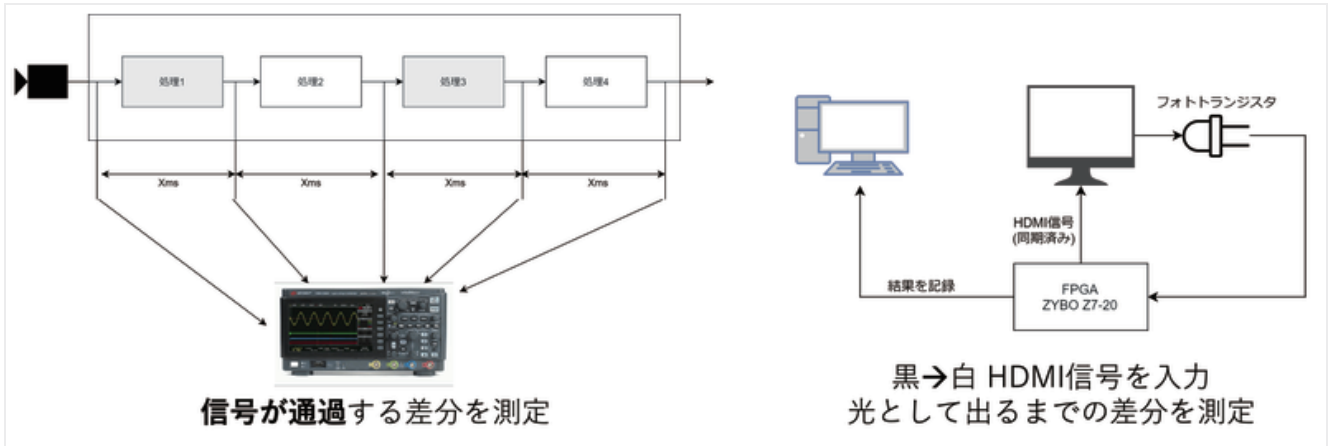 処理1
処理2
処理3
処理4
Xms
Xms
Xms
Xms
信号が通過する差分を測定
フォトトランジスタ
HDMI信号
(同期済み)
結果を記録
FPGA
ZYBO Z7-20
黒→白 HDMI信号を入力
光として出るまでの差分を測定